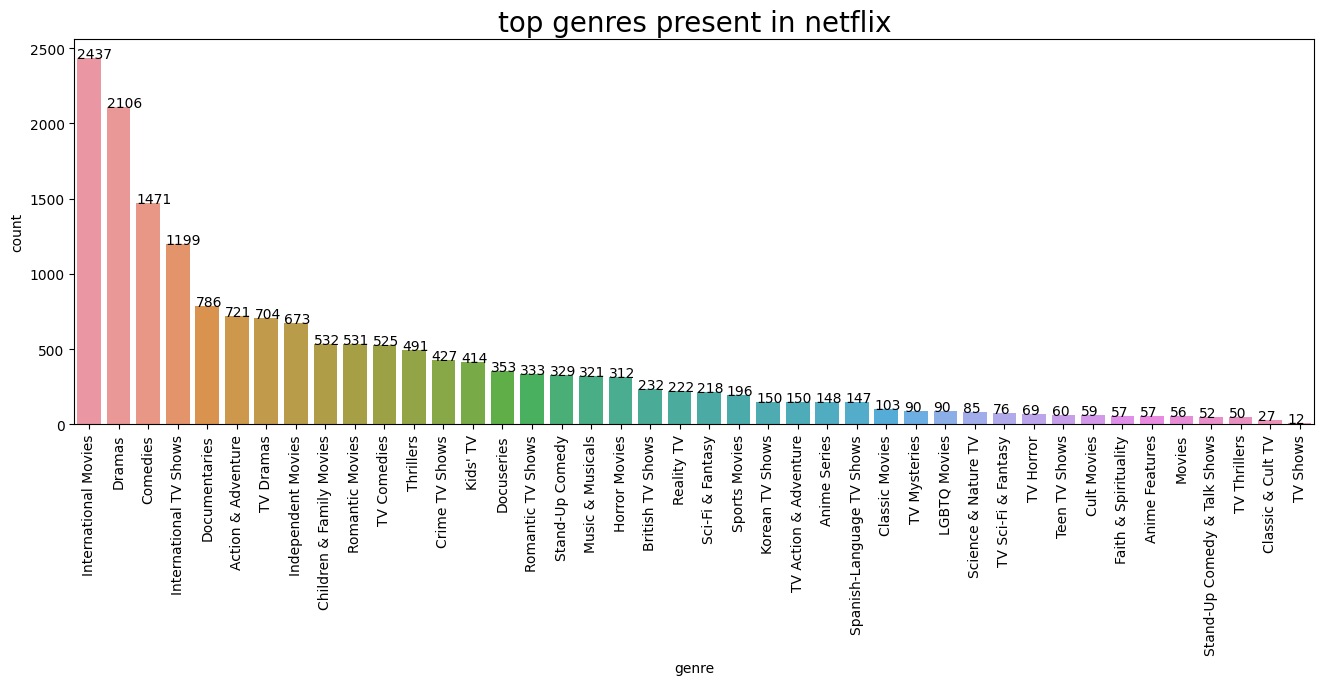 top genres present in netflix
2500
2000
1500
1000
500
0
count
2437
2106
1471
1199
786
721
704
673
532
531
525
491
427
414
353
333
329
321
312
232
222
218
196
150
150
148
147
103
90
90
85
76
69
60
59
57
57
56
52
50
27
12
International Movies
Dramas
Comedies
International TV Shows
Documentaries
Action & Adventure
TV Dramas
Independent Movies
Children & Family Movies
Romantic Movies
TV Comedies
Thrillers
Crime TV Shows
Kids' TV
Docuseries
Romantic TV Shows
Stand-Up Comedy
Music & Musicals
Horror Movies
British TV Shows
Reality TV
Sci-Fi & Fantasy
Sports Movies
Korean TV Shows
TV Action & Adventure
Anime Series
Spanish-Language TV Shows
Classic Movies
TV Mysteries
LGBTQ Movies
Science & Nature TV
TV Sci-Fi & Fantasy
TV Horror
Teen TV Shows
Cult Movies
Faith & Spirituality
Anime Features
Movies
Stand-Up Comedy & Talk Shows
TV Thrillers
Classic & Cult TV
TV Shows
genre